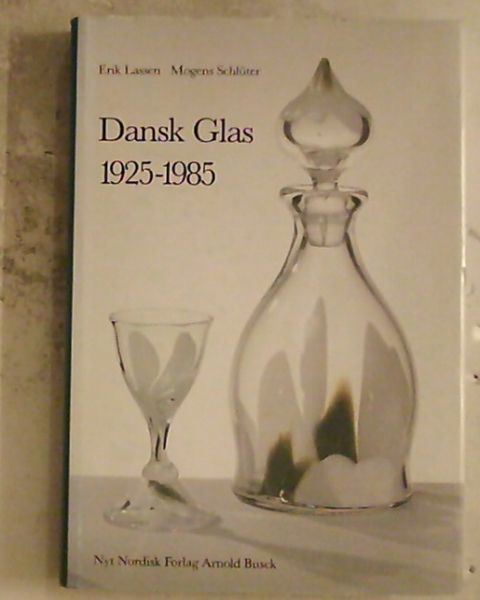 Erik Lassen Mogens Schlüter
Dansk Glas
1925-1985
Nyt Nordisk Forlag Arnold Busck